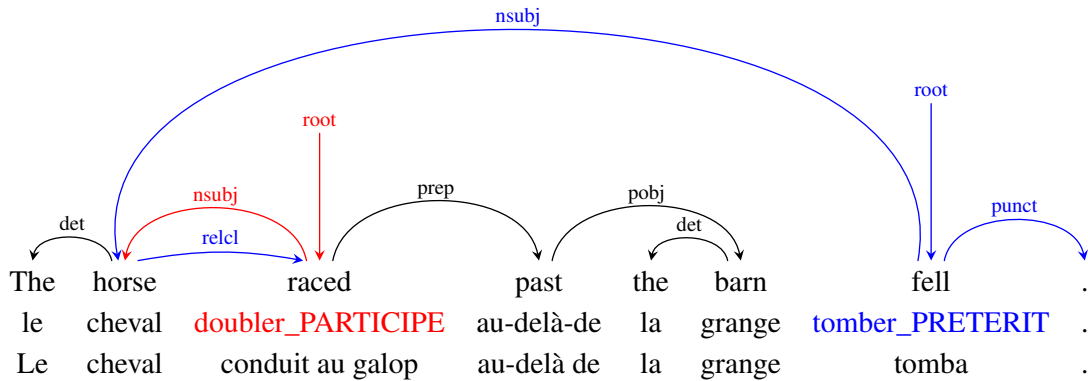 nsubj
root
root
nsubj
prep
pobj
punct
det
relcl
det
The horse raced past the barn fell .
le cheval doubler_PARTICIPE au-delà-de la grange tomber_PRETERIT .
Le cheval conduit au galop au-delà de la grange tomba .